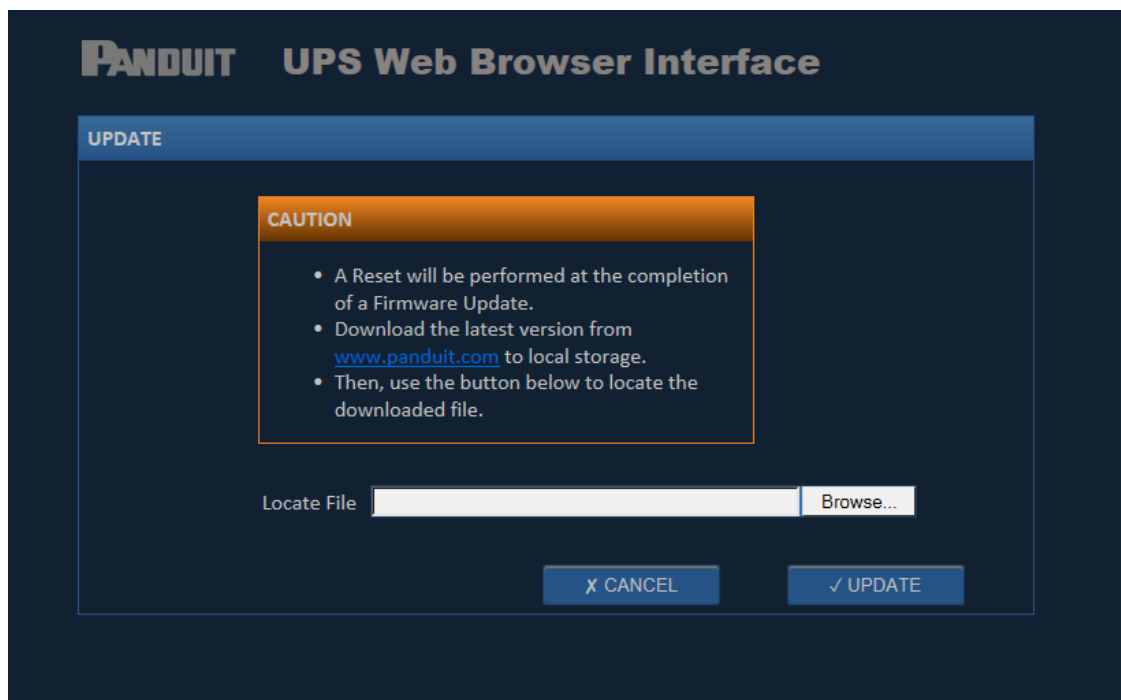 PANDUIT UPS Web Browser Interface
UPDATE
CAUTION
• A Reset will be performed at the completion
of a Firmware Update.
• Download the latest version from
www.panduit.com to local storage.
• Then, use the button below to locate the
downloaded file.
Locate File Browse...
✗ CANCEL ✓ UPDATE